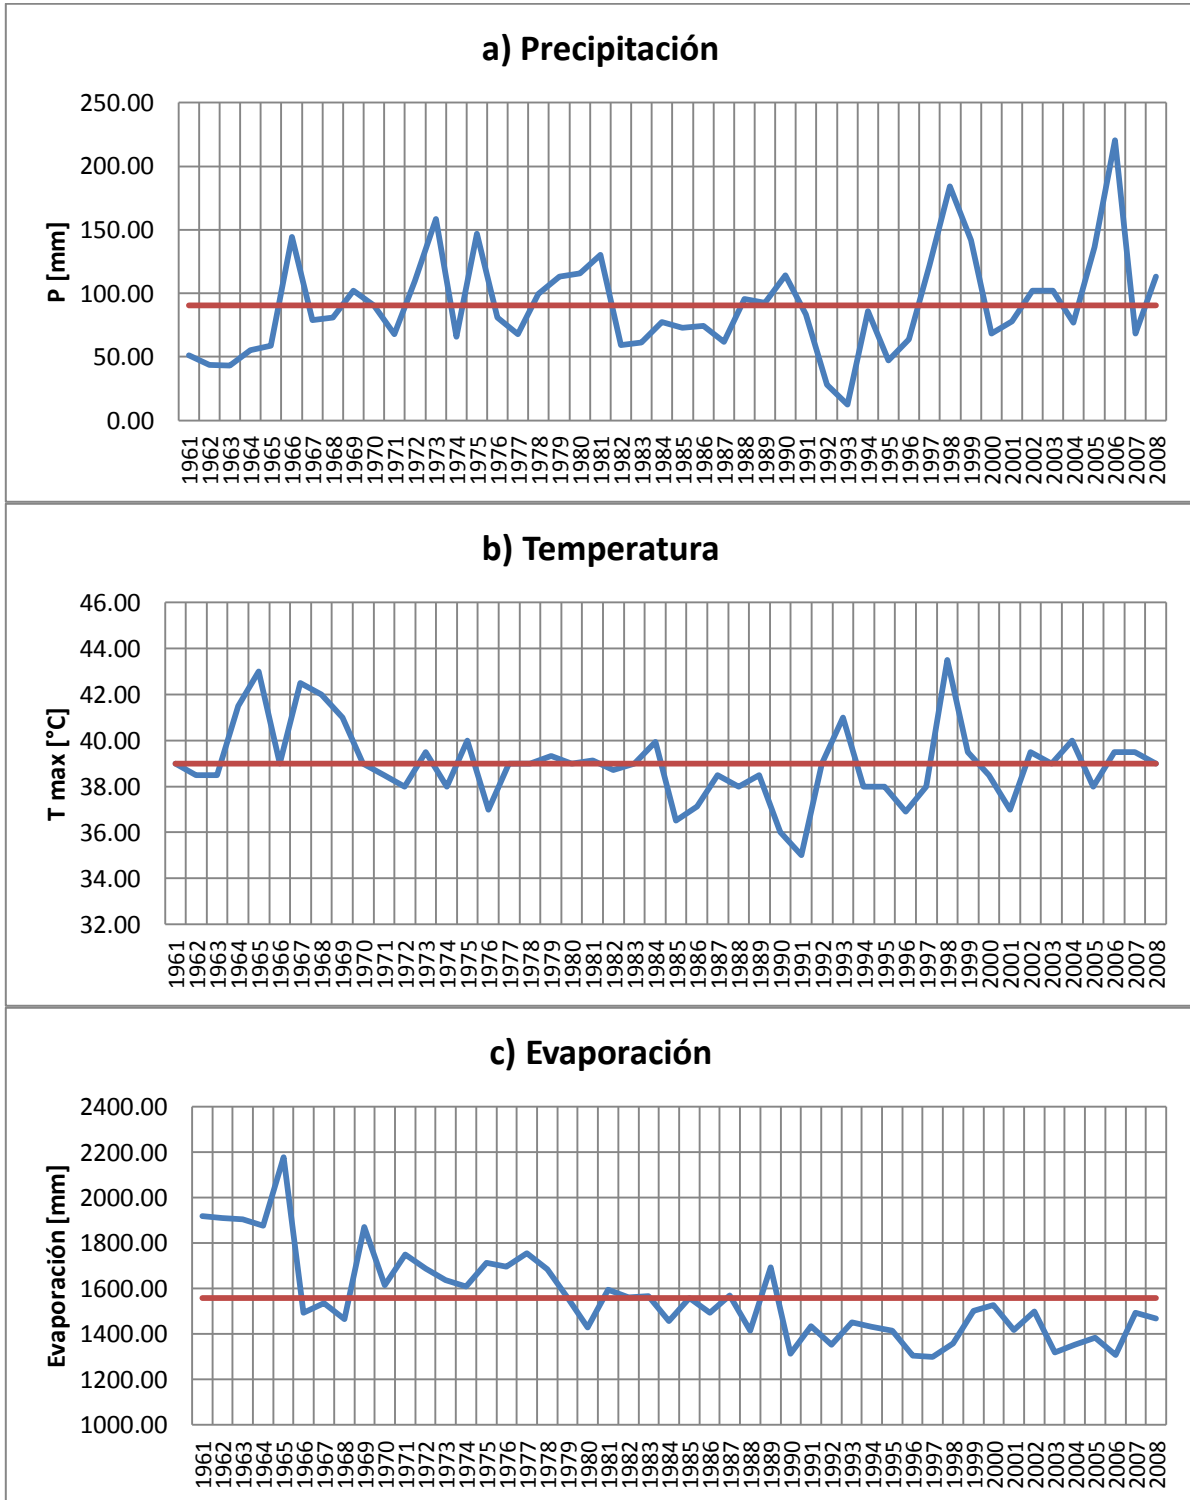 a) Precipitación
250.00
200.00
150.00
100.00
50.00
0.00
P [mm]
1961 1962 1963 1964 1965 1966 1967 1968 1969 1970 1971 1972 1973 1974 1975 1976 1977 1978 1979 1980 1981 1982 1983 1984 1985 1986 1987 1988 1989 1990 1991 1992 1993 1994 1995 1996 1997 1998 1999 2000 2001 2002 2003 2004 2005 2006 2007 2008
b) Temperatura
46.00
44.00
42.00
40.00
38.00
36.00
34.00
32.00
T max [°C]
1961 1962 1963 1964 1965 1966 1967 1968 1969 1970 1971 1972 1973 1974 1975 1976 1977 1978 1979 1980 1981 1982 1983 1984 1985 1986 1987 1988 1989 1990 1991 1992 1993 1994 1995 1996 1997 1998 1999 2000 2001 2002 2003 2004 2005 2006 2007 2008
c) Evaporación
2400.00
2200.00
2000.00
1800.00
1600.00
1400.00
1200.00
1000.00
Evaporación [mm]
1961 1962 1963 1964 1965 1966 1967 1968 1969 1970 1971 1972 1973 1974 1975 1976 1977 1978 1979 1980 1981 1982 1983 1984 1985 1986 1987 1988 1989 1990 1991 1992 1993 1994 1995 1996 1997 1998 1999 2000 2001 2002 2003 2004 2005 2006 2007 2008